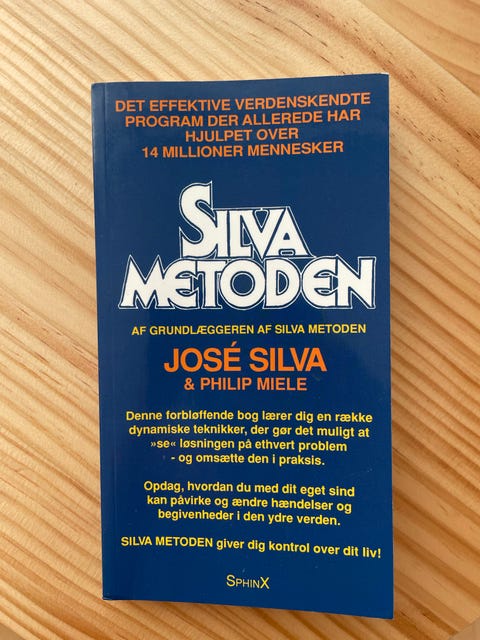 DET EFFEKTIVE VERDENSKENDTE
PROGRAM DER ALLEREDE HAR
HJULPET OVER
14 MILLIONER MENNESKER
SILVA
METODEN
AF GRUNDLÆGGEREN AF SILVA METODEN
JOSÉ SILVA
& PHILIP MIELE
Denne forbløffende bog lærer dig en række
dynamiske teknikker, der gør det muligt at
»se« løsningen på ethvert problem
- og omsætte den i praksis.
Opdag, hvordan du med dit eget sind
kan påvirke og ændre hændelser og
begivenheder i den ydre verden.
SILVA METODEN giver dig kontrol over dit liv!
SPHINX